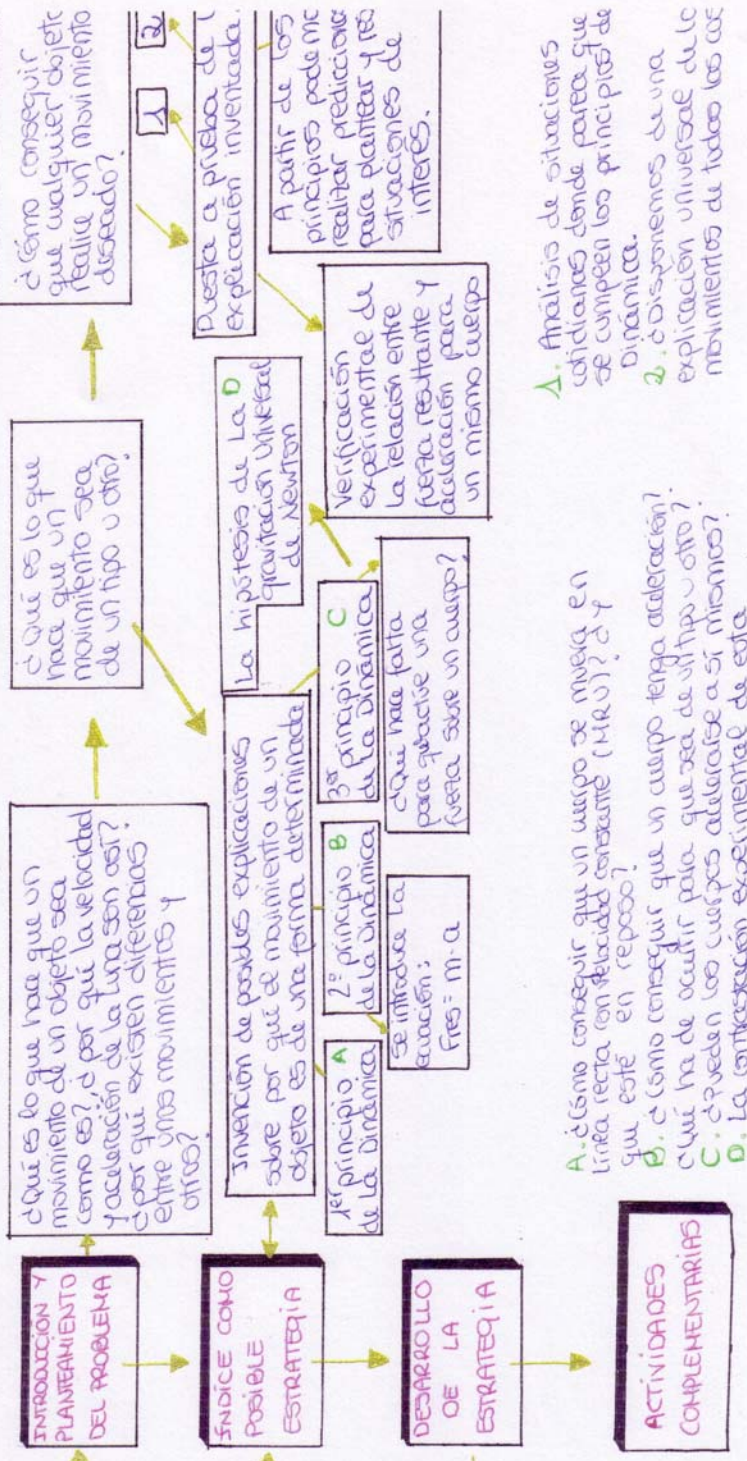 INTRODUCCIÓN Y
PLANTEAMIENTO
DEL PROBLEMA
¿Qué es lo que hace que un
movimiento de un objeto sea
como es?, ¿por qué la velocidad
y aceleración de la Luna son así?
¿por qué existen diferencias
entre unos movimientos y
otros?
¿Qué es lo que
hace que un
movimiento sea
de un tipo u otro?
¿Cómo conseguir
que cualquier objeto
realice un movimiento
deseado?
ÍNDICE COMO
POSIBLE
ESTRATEGIA
Invención de posibles explicaciones
sobre por qué el movimiento de un
objeto es de una forma determinada
1er principio A
de la Dinámica
2º principio B
de la Dinámica
3er principio C
de la Dinámica
La hipótesis de la D
gravitación Universal
de Newton
Se introduce la
ecuación:
Fres = m·a
¿Qué hace falta
para que actúe una
fuerza sobre un cuerpo?
1
2
Puesta a prueba de l
explicación inventada.
Verificación
experimental de
la relación entre
fuerza resultante y
aceleración para
un mismo cuerpo
A partir de los
principios podemo
realizar prediccione
para plantear y res
situaciones de
interés.
DESARROLLO
DE LA
ESTRATEGIA
ACTIVIDADES
COMPLEMENTARIAS
A. ¿Cómo conseguir que un cuerpo se mueva en
línea recta con velocidad constante (MRU)? ¿Y
que esté en reposo?
B. ¿Cómo conseguir que un cuerpo tenga aceleración?
¿Qué ha de ocurrir para que sea de un tipo u otro?
C. ¿Pueden los cuerpos acelerarse a sí mismos?
D. La contrastación experimental de esta
1. Análisis de situaciones
cotidianas donde parea que
se cumplen los principios de
Dinámica.
2. ¿Disponemos de una
explicación universal de lo
movimientos de todos los cos